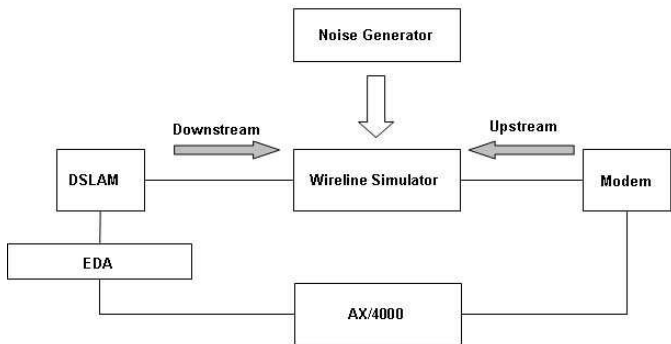 Noise Generator
Downstream
Upstream
DSLAM
Wireline Simulator
Modem
EDA
AX/4000